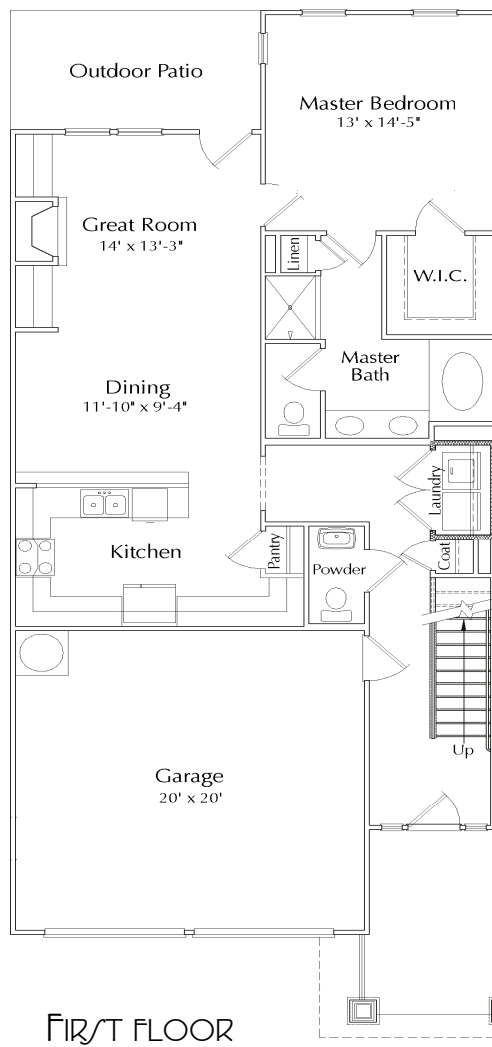 Outdoor Patio
Master Bedroom
13' x 14'-5"
Great Room
14' x 13'-3"
Linen
W.I.C.
Master
Bath
Dining
11'-10" x 9'-4"
Laundry
Kitchen
Pantry
Coat
Powder
Up
Garage
20' x 20'
FIRST FLOOR